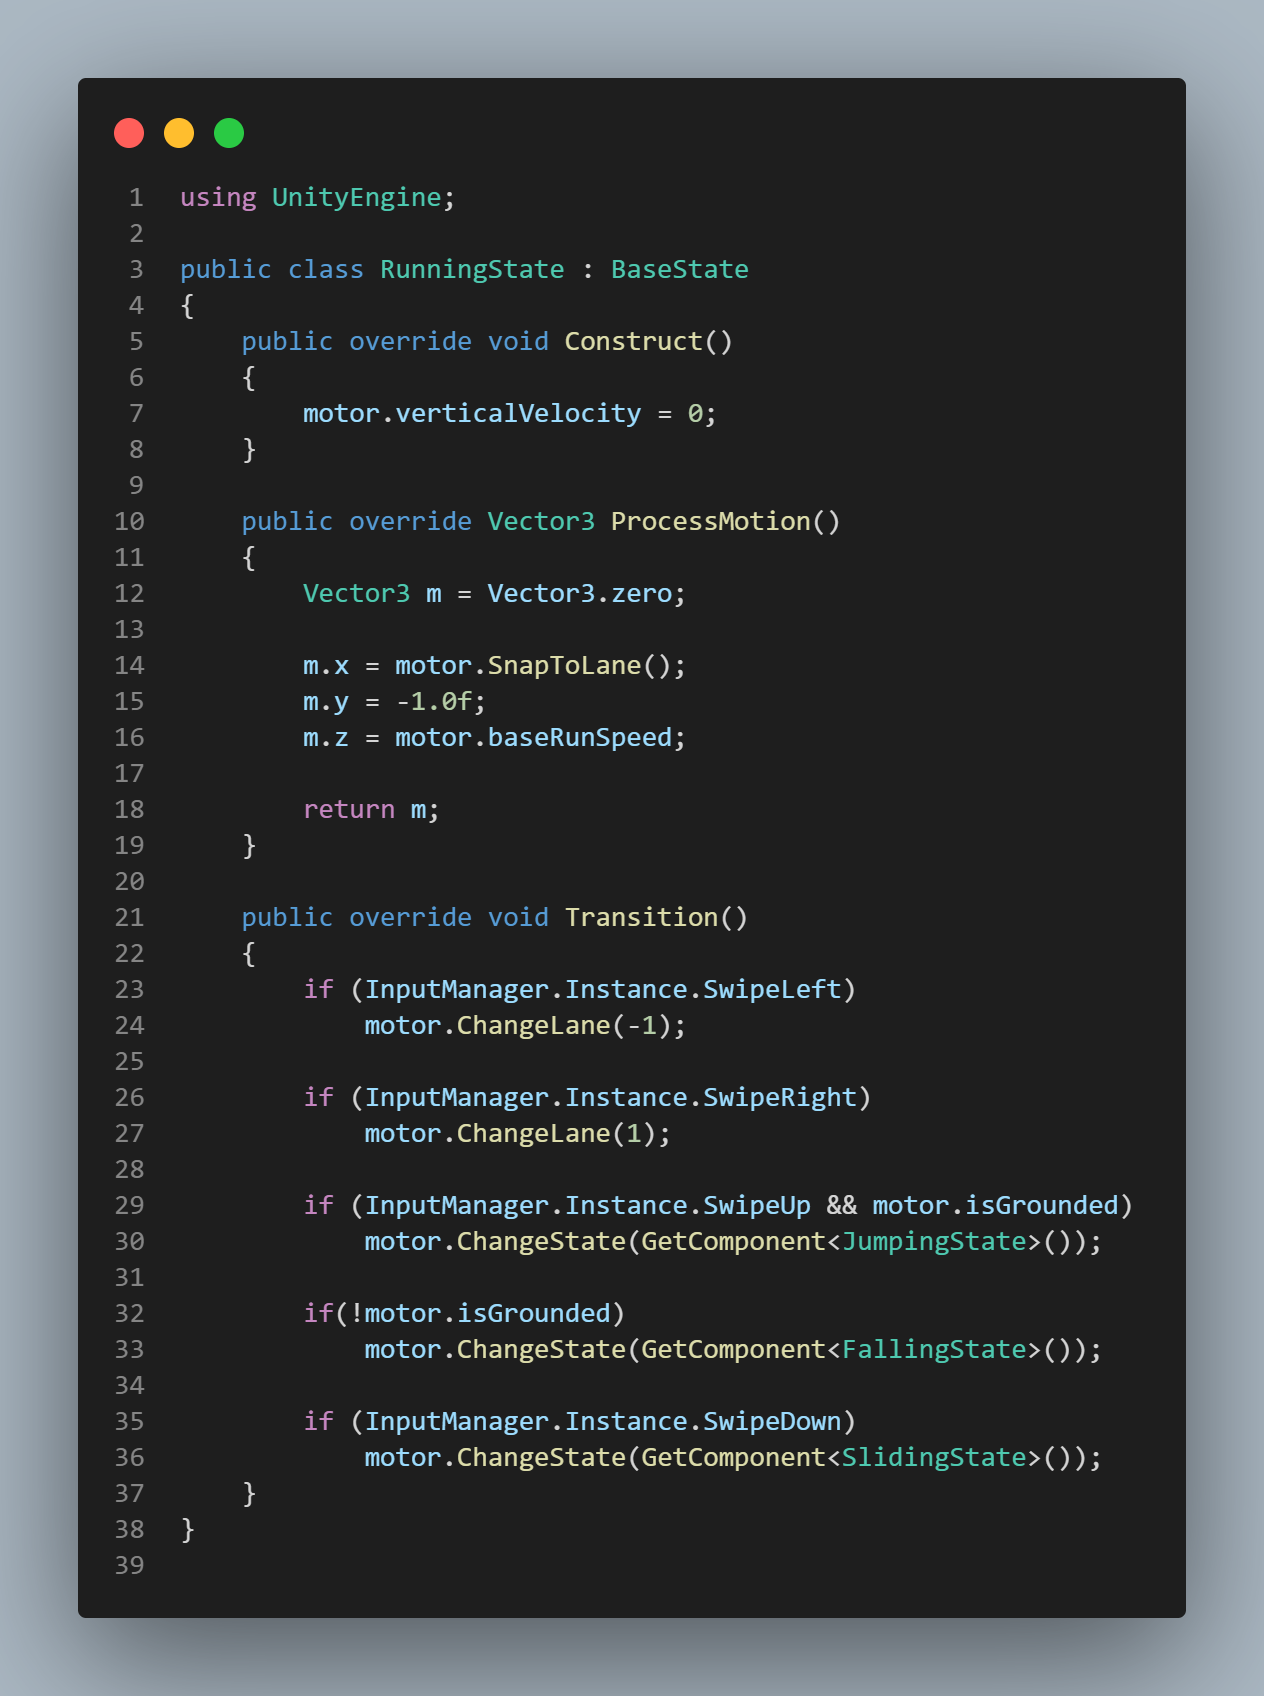 1 using UnityEngine;
2
3 public class RunningState : BaseState
4 {
5     public override void Construct()
6     {
7         motor.verticalVelocity = 0;
8     }
9
10     public override Vector3 ProcessMotion()
11     {
12         Vector3 m = Vector3.zero;
13
14         m.x = motor.SnapToLane();
15         m.y = -1.0f;
16         m.z = motor.baseRunSpeed;
17
18         return m;
19     }
20
21     public override void Transition()
22     {
23         if (InputManager.Instance.SwipeLeft)
24             motor.ChangeLane(-1);
25
26         if (InputManager.Instance.SwipeRight)
27             motor.ChangeLane(1);
28
29         if (InputManager.Instance.SwipeUp && motor.isGrounded)
30             motor.ChangeState(GetComponent<JumpingState>());
31
32         if(!motor.isGrounded)
33             motor.ChangeState(GetComponent<FallingState>());
34
35         if (InputManager.Instance.SwipeDown)
36             motor.ChangeState(GetComponent<SlidingState>());
37     }
38 }
39